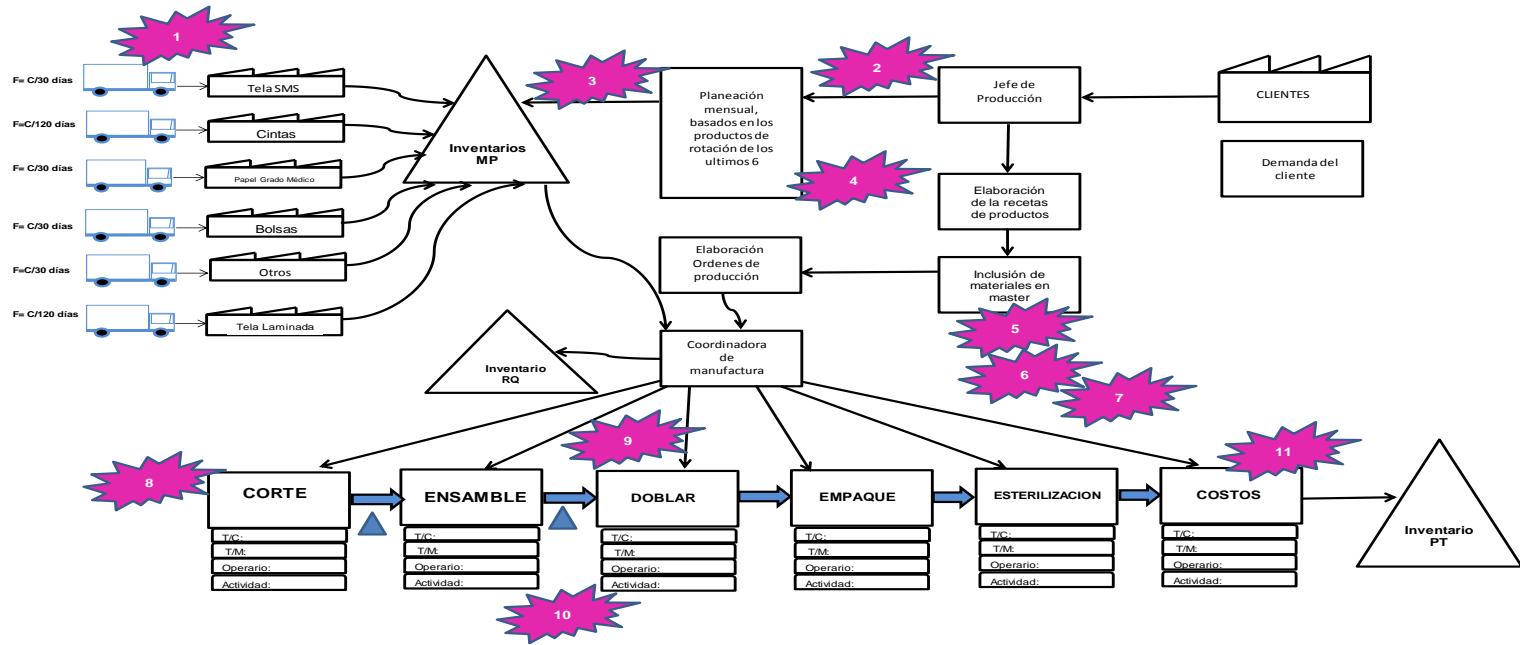 1
F= C/30 días
Tela SMS
F=C/120 días
Cintas
F= C/30 días
Papel Grado Médico
F= C/30 días
Bolsas
F=C/30 días
Otros
F= C/120 días
Tela Laminada
Inventarios
MP
3
Planeación
mensual,
basados en los
productos de
rotación de los
ultimos 6
2
4
Jefe de
Producción
CLIENTES
Demanda del
cliente
Elaboración
de la recetas
de productos
Inclusión de
materiales en
master
Elaboración
Ordenes de
producción
5
6
7
Coordinadora
de
manufactura
Inventario
RQ
8
9
11
CORTE
T/C:
T/M:
Operario:
Actividad:
ENSAMBLE
T/C:
T/M:
Operario:
Actividad:
DOBLAR
T/C:
T/M:
Operario:
Actividad:
EMPAQUE
T/C:
T/M:
Operario:
Actividad:
ESTERILIZACION
T/C:
T/M:
Operario:
Actividad:
COSTOS
T/C:
T/M:
Operario:
Actividad:
Inventario
PT
10